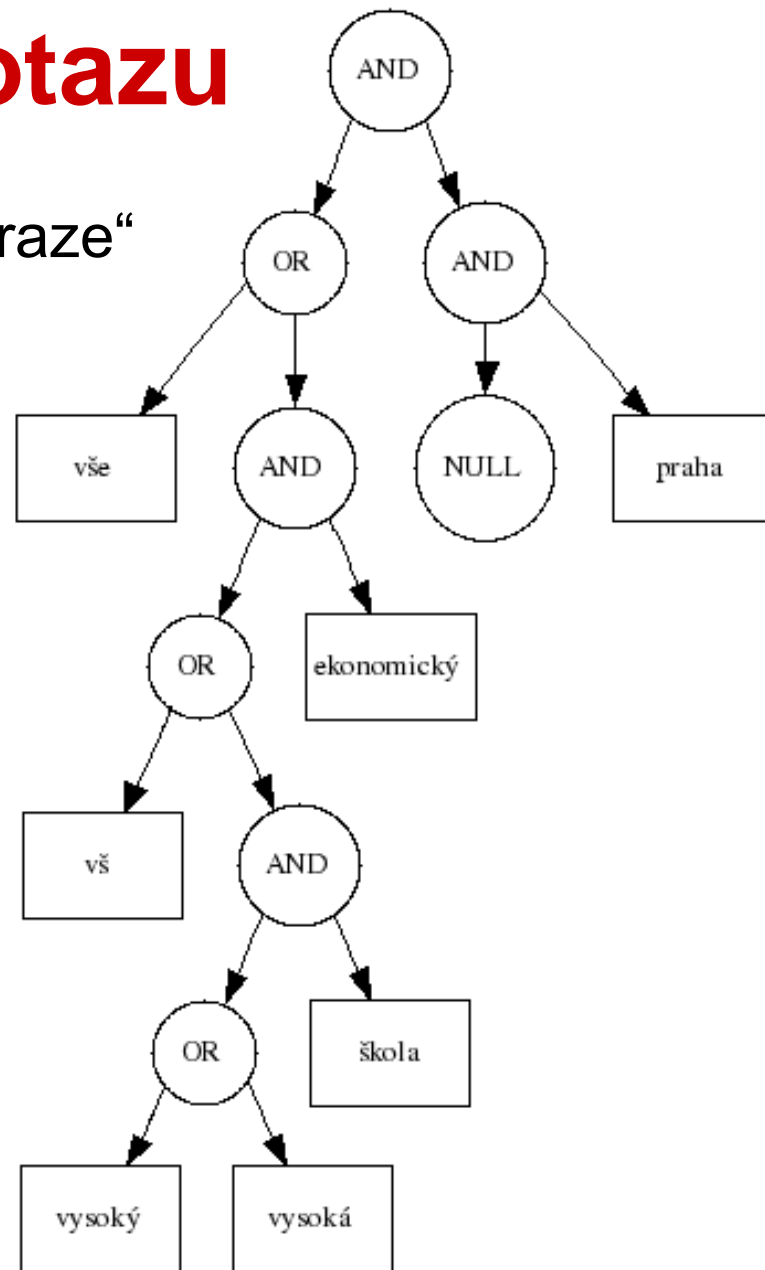 otazu
raze“
AND
OR
AND
vše
AND
NULL
praha
OR
ekonomický
vš
AND
OR
škola
vysoký
vysoká